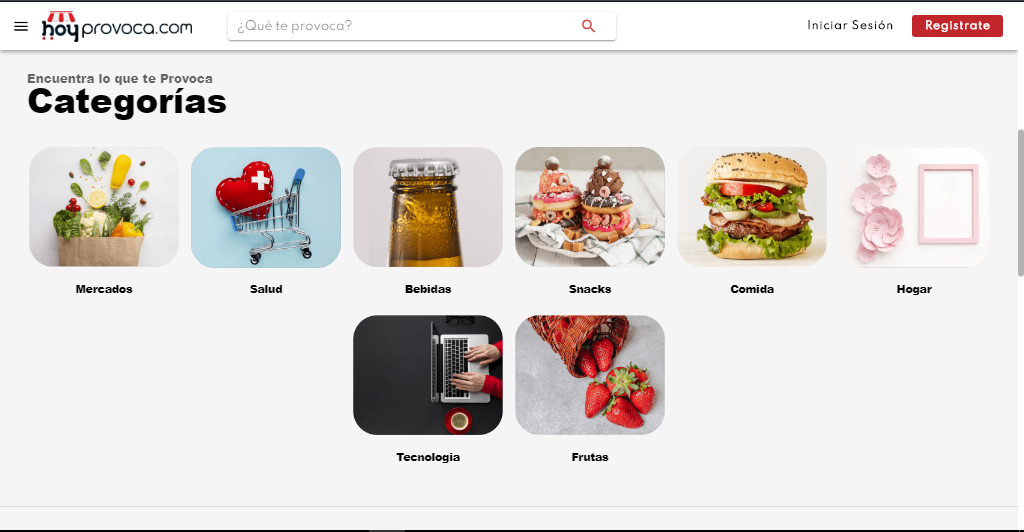 hoyprovoca.com
¿Qué te provoca?
Iniciar Sesión
Registrate
Encuentra lo que te Provoca
Categorías
Mercados
Salud
Bebidas
Snacks
Comida
Hogar
Tecnologia
Frutas